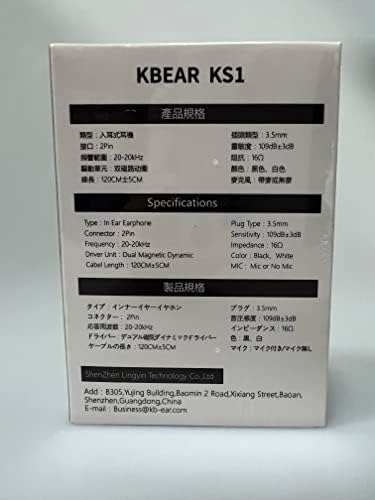 KBEAR KS1
產品規格
類型：入耳式耳機 插頭類型：3.5mm
接口：2Pin 靈敏度：109dB±3dB
頻響範圍：20-20kHz 阻抗：16Ω
驅動單元：双磁路动圈 顏色：黑色、白色
線長：120CM±5CM 麥克風：帶麥或無麥
Specifications
Type : In Ear Earphone Plug Type : 3.5mm
Connector : 2Pin Sensitivity : 109dB±3dB
Frequency : 20-20kHz Impedance : 16Ω
Driver Unit : Dual Magnetic Dynamic Color : Black、White
Cabel Length : 120CM±5CM MIC : Mic or No Mic
製品規格
タイプ：インナーイヤーイヤホン プラグ：3.5mm
コネクター：2Pin 音圧感度：109dB±3dB
応答周波数：20-20kHz インピーダンス：16Ω
ドライバー：デュアル磁気ダイナミックドライバー 色：黒、白
ケーブルの長さ：120CM±5CM マイク：マイク付き/マイク無し
ShenZhen Lingyin Technology Co.,Ltd
Add : B305,Yujing Building,Baomin 2 Road,Xixiang Street,Baoan,
Shenzhen,Guangdong,China
E-mail : Business@kb-ear.com